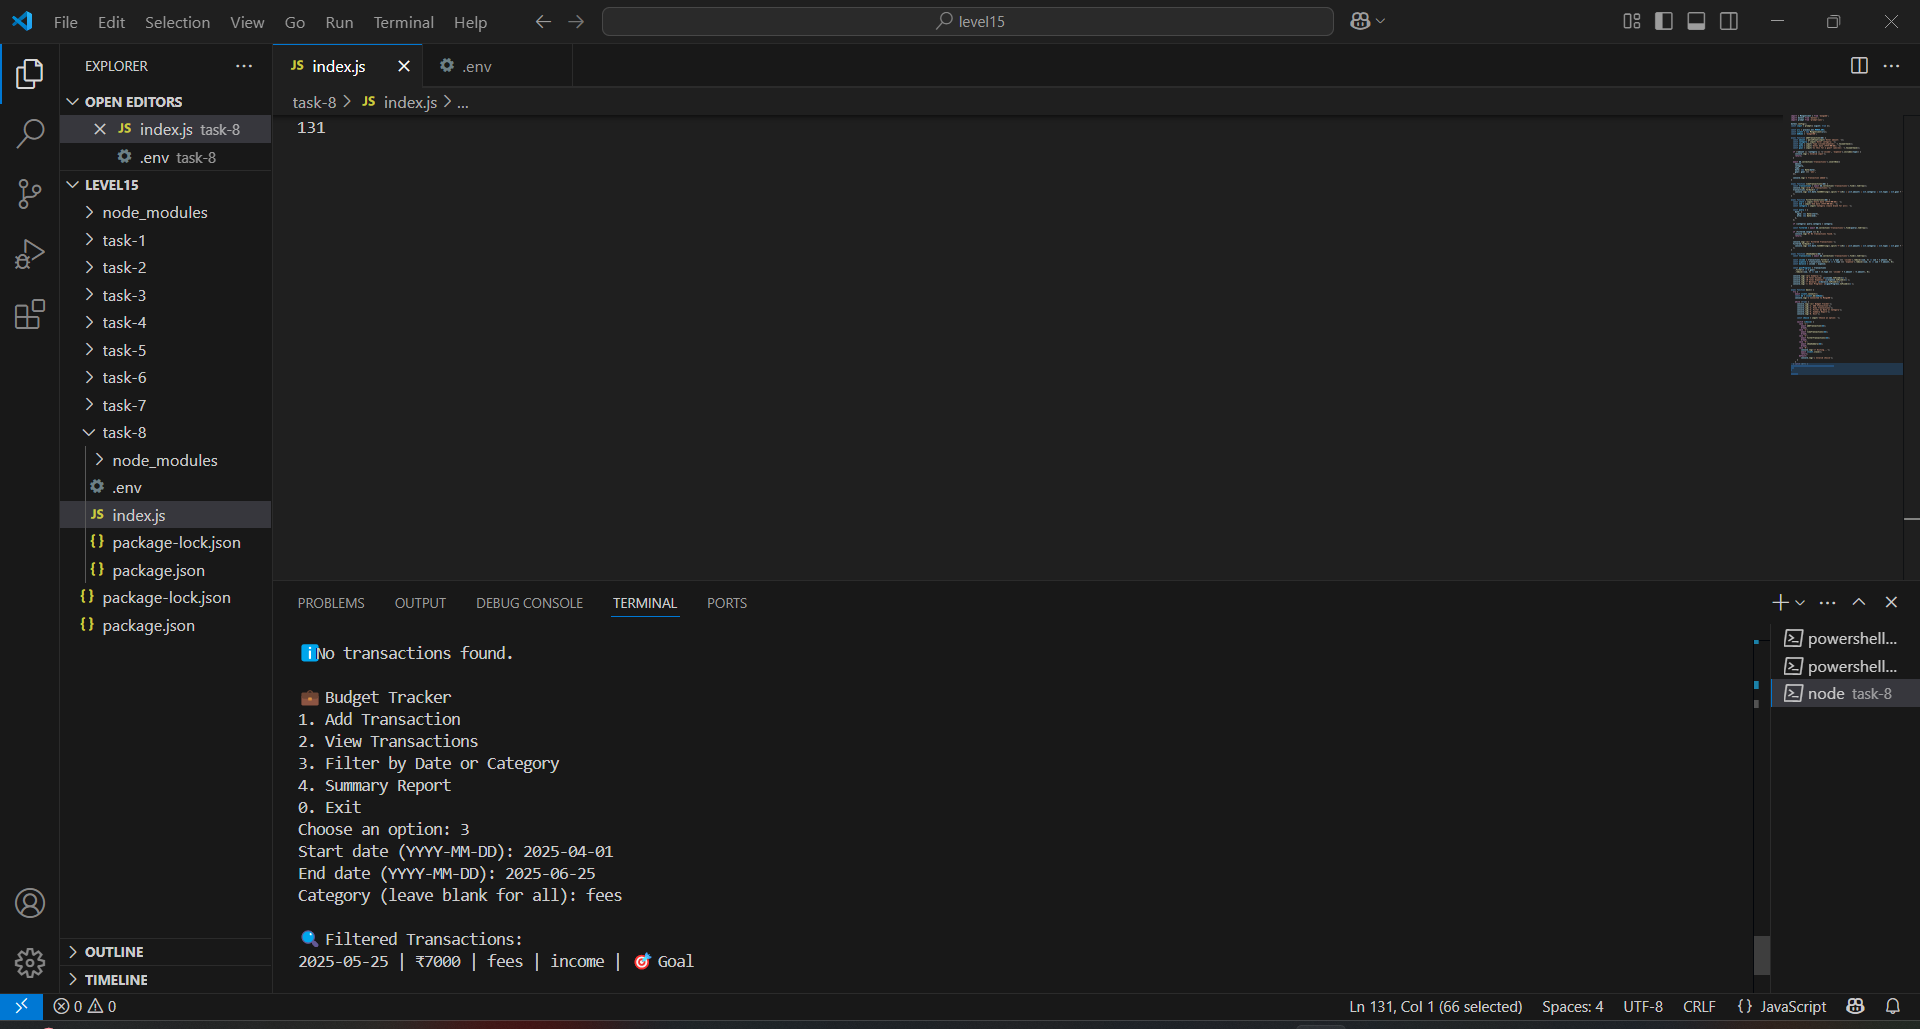 File Edit Selection View Go Run Terminal Help level15
EXPLORER
OPEN EDITORS
JS index.js task-8
.env task-8
LEVEL15
node_modules
task-1
task-2
task-3
task-4
task-5
task-6
task-7
task-8
node_modules
.env
JS index.js
{} package-lock.json
{} package.json
{} package-lock.json
{} package.json
OUTLINE
TIMELINE
JS index.js .env
task-8 > JS index.js > ...
131
PROBLEMS OUTPUT DEBUG CONSOLE TERMINAL PORTS
ℹ️No transactions found.
💼 Budget Tracker
1. Add Transaction
2. View Transactions
3. Filter by Date or Category
4. Summary Report
0. Exit
Choose an option: 3
Start date (YYYY-MM-DD): 2025-04-01
End date (YYYY-MM-DD): 2025-06-25
Category (leave blank for all): fees
🔍 Filtered Transactions:
2025-05-25 | ₹7000 | fees | income | 🎯 Goal
powershell...
powershell...
node task-8
0 0 Ln 131, Col 1 (66 selected) Spaces: 4 UTF-8 CRLF {} JavaScript